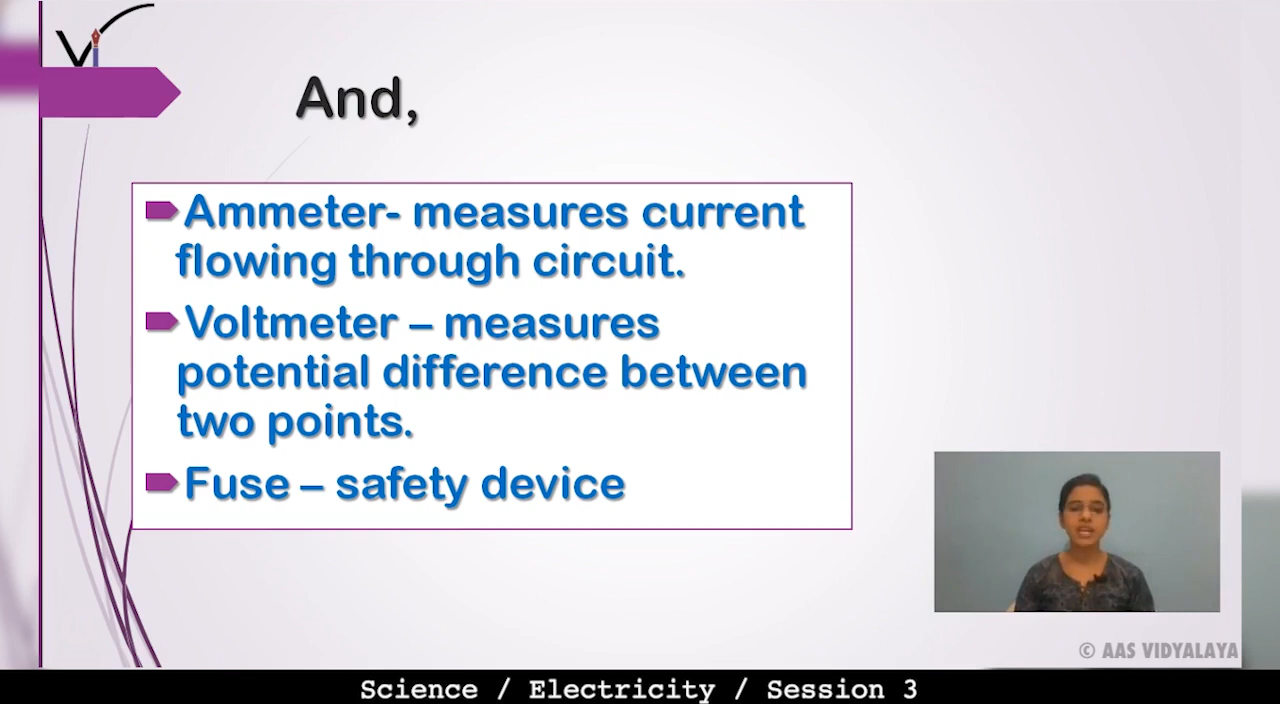 Vi
And,
Ammeter- measures current
flowing through circuit.
Voltmeter – measures
potential difference between
two points.
Fuse – safety device
© AAS VIDYALAYA
Science / Electricity / Session 3